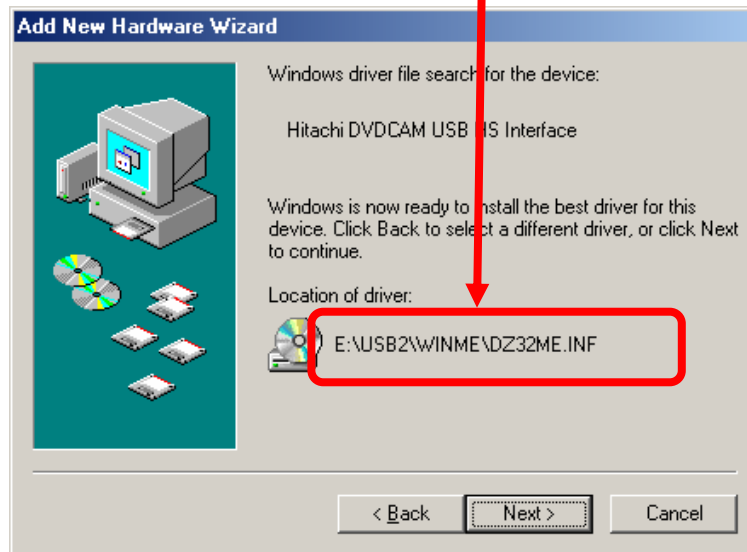 Add New Hardware Wizard
Windows driver file search for the device:
Hitachi DVDCAM USB HS Interface
Windows is now ready to install the best driver for this
device. Click Back to select a different driver, or click Next
to continue.
Location of driver:
E:\USB2\WINME\DZ32ME.INF
< Back
Next >
Cancel